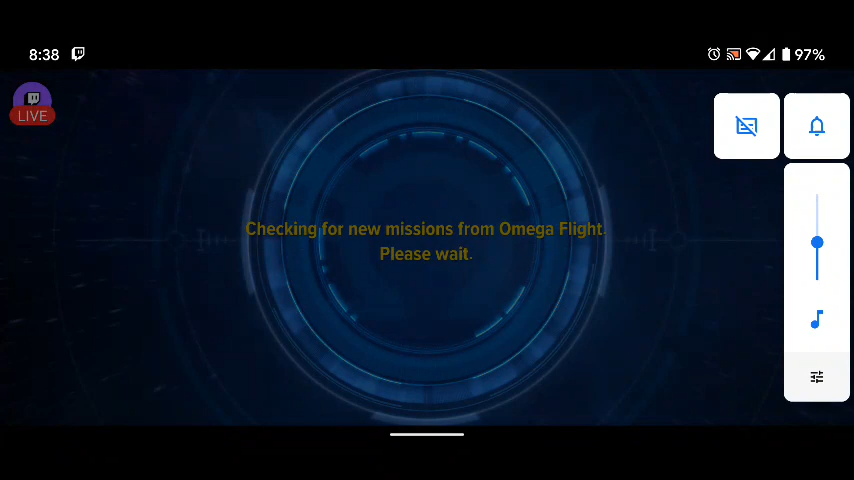 8:38
97%
LIVE
Checking for new missions from Omega Flight.
Please wait.